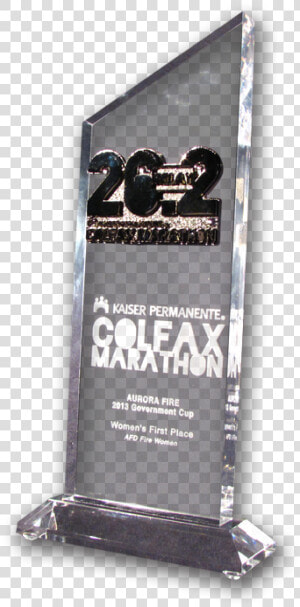 26.2
RELAY
COLFAX MARATHON
KAISER PERMANENTE®
COLFAX
MARATHON
AURORA FIRE
2013 Government Cup
Women's First Place
AFD Fire Women